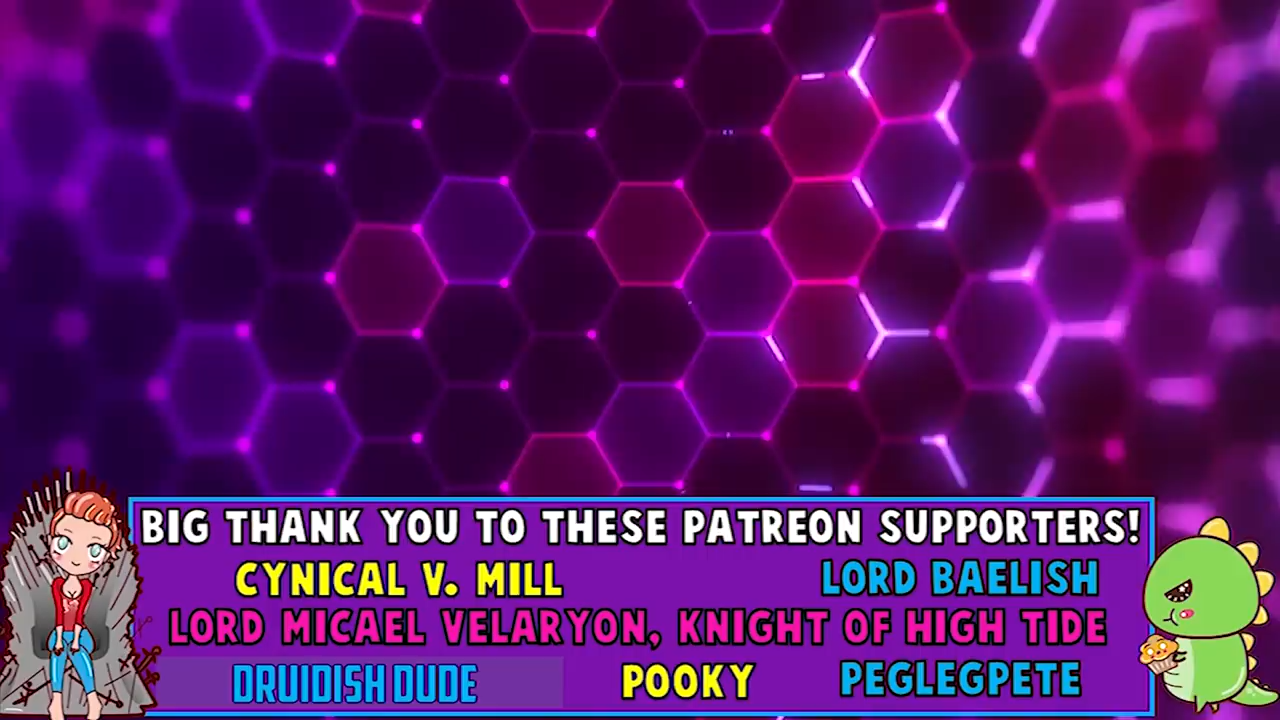 BIG THANK YOU TO THESE PATREON SUPPORTERS!
CYNICAL V. MILL LORD BAELISH
LORD MICAEL VELARYON, KNIGHT OF HIGH TIDE
DRUIDISH DUDE POOKY PEGLEGPETE